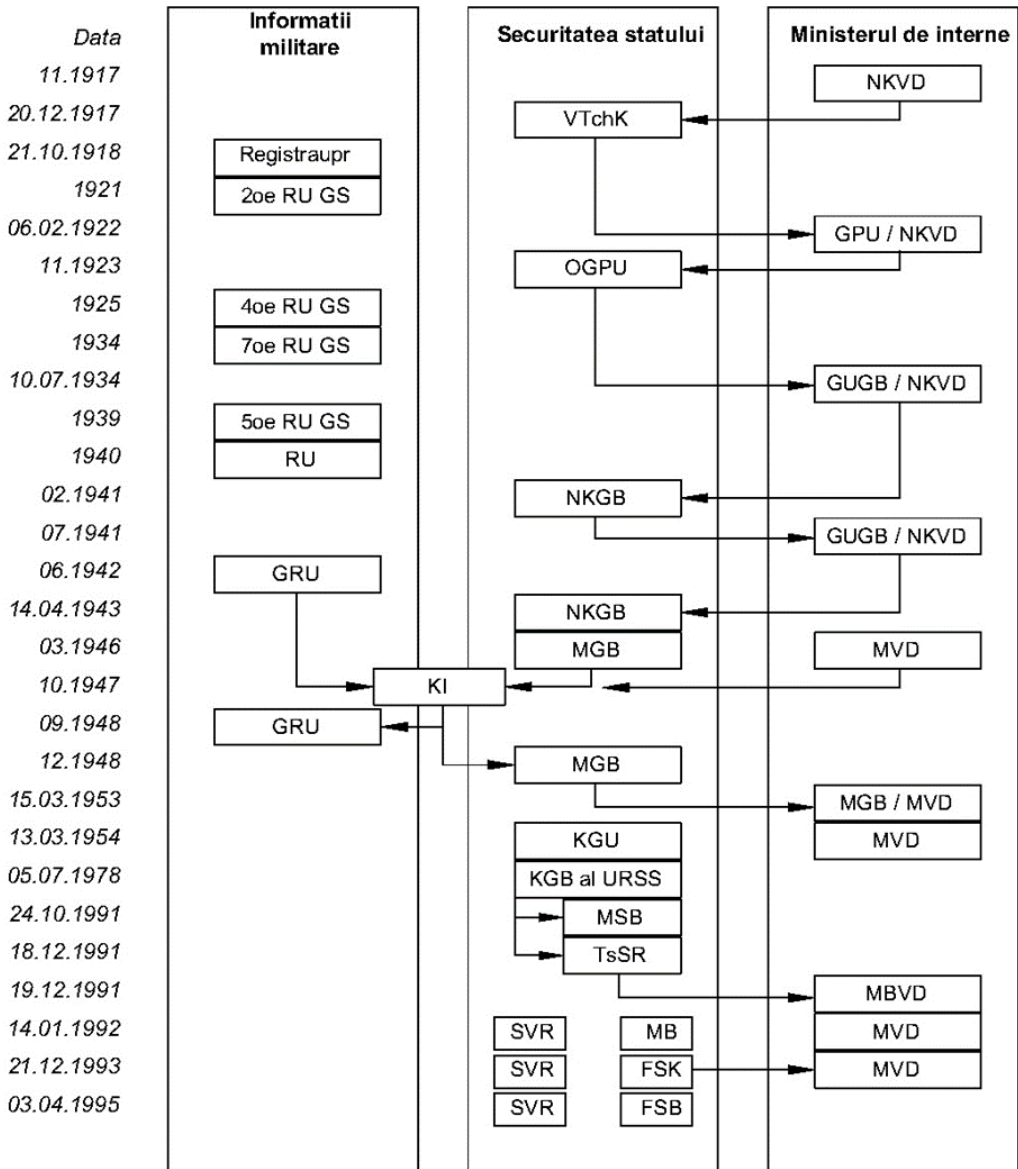 Data
Informatii
militare
Securitatea statului
Ministerul de interne
11.1917
NKVD
20.12.1917
VTchK
21.10.1918
Registraupr
1921
2oe RU GS
06.02.1922
GPU / NKVD
11.1923
OGPU
1925
4oe RU GS
1934
7oe RU GS
10.07.1934
GUGB / NKVD
1939
5oe RU GS
1940
RU
02.1941
NKGB
07.1941
GUGB / NKVD
06.1942
GRU
14.04.1943
NKGB
03.1946
MGB
MVD
10.1947
KI
09.1948
GRU
12.1948
MGB
15.03.1953
MGB / MVD
13.03.1954
KGU
MVD
05.07.1978
KGB al URSS
24.10.1991
MSB
18.12.1991
TsSR
19.12.1991
MBVD
14.01.1992
SVR
MB
MVD
21.12.1993
SVR
FSK
MVD
03.04.1995
SVR
FSB